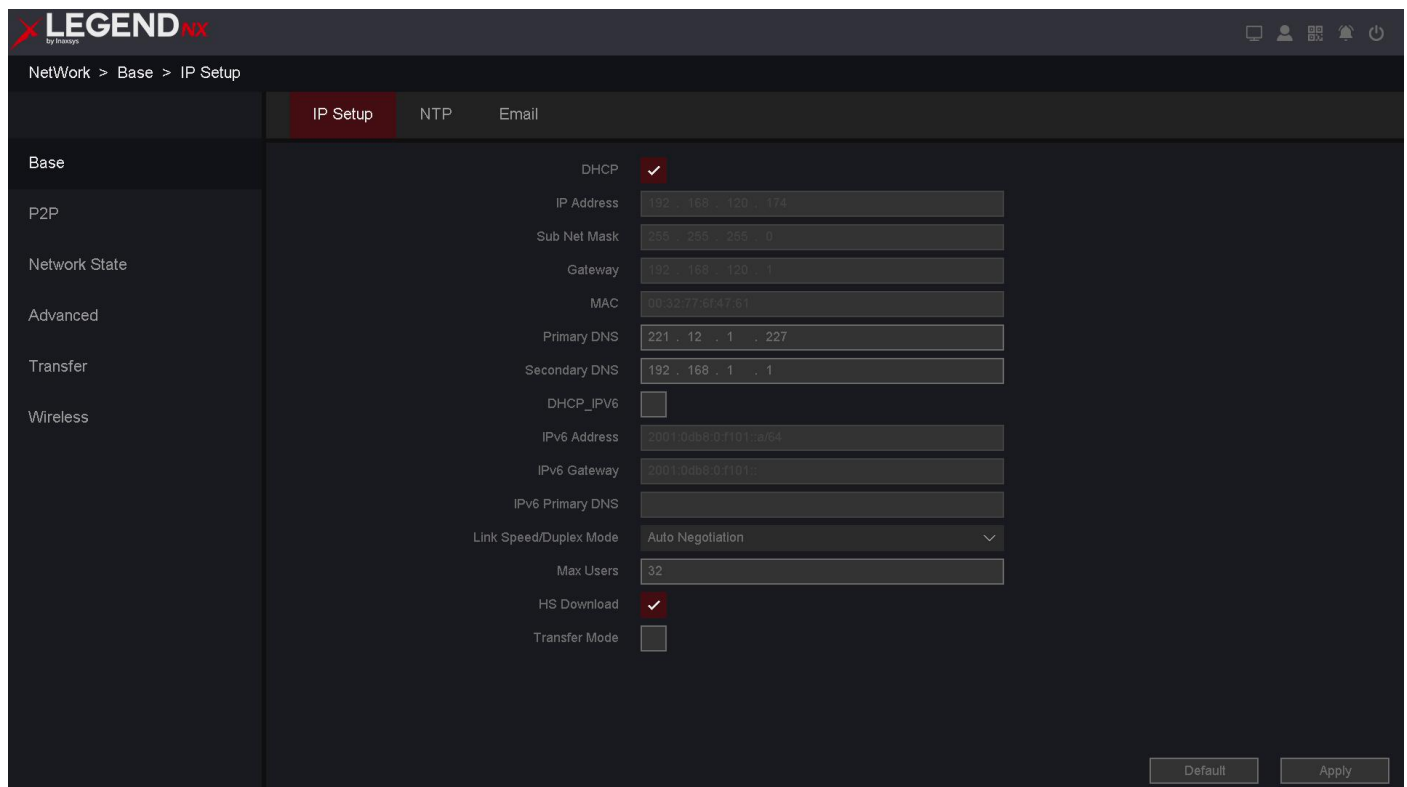 LEGENDNX
by Inaxsys
NetWork > Base > IP Setup
IP Setup NTP Email
Base
P2P
Network State
Advanced
Transfer
Wireless
DHCP
IP Address 192 . 168 . 120 . 174
Sub Net Mask 255 . 255 . 255 . 0
Gateway 192 . 168 . 120 . 1
MAC 00:32:77:6f:47:61
Primary DNS 221 . 12 . 1 . 227
Secondary DNS 192 . 168 . 1 . 1
DHCP_IPV6
IPv6 Address 2001:0db8:0:f101::a/64
IPv6 Gateway 2001:0db8:0:f101::
IPv6 Primary DNS
Link Speed/Duplex Mode Auto Negotiation
Max Users 32
HS Download
Transfer Mode
Default Apply